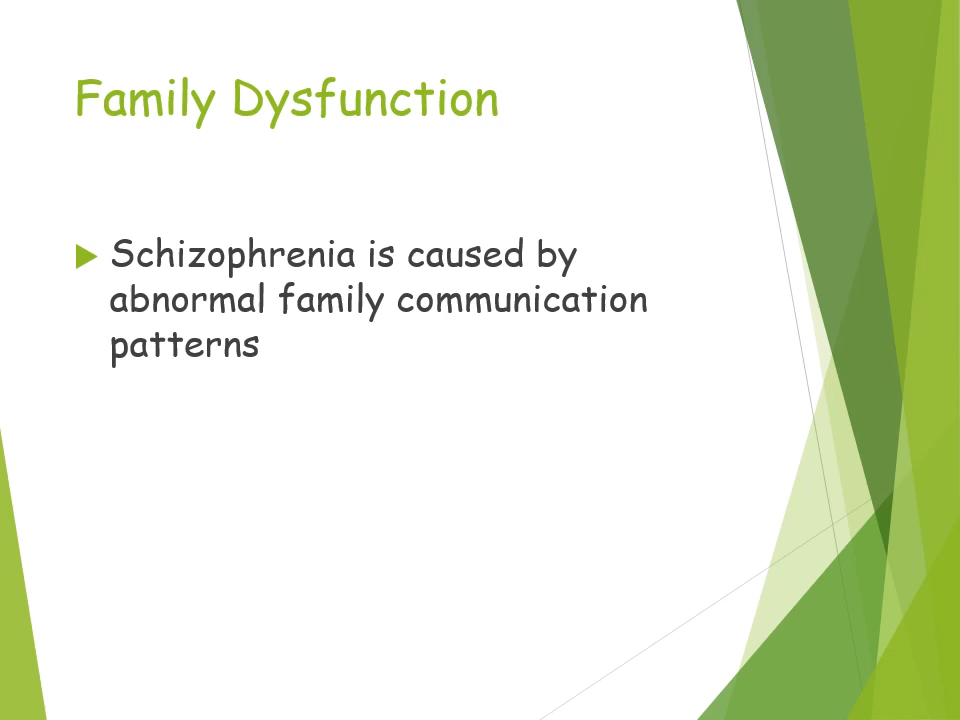 Family Dysfunction
Schizophrenia is caused by
abnormal family communication
patterns